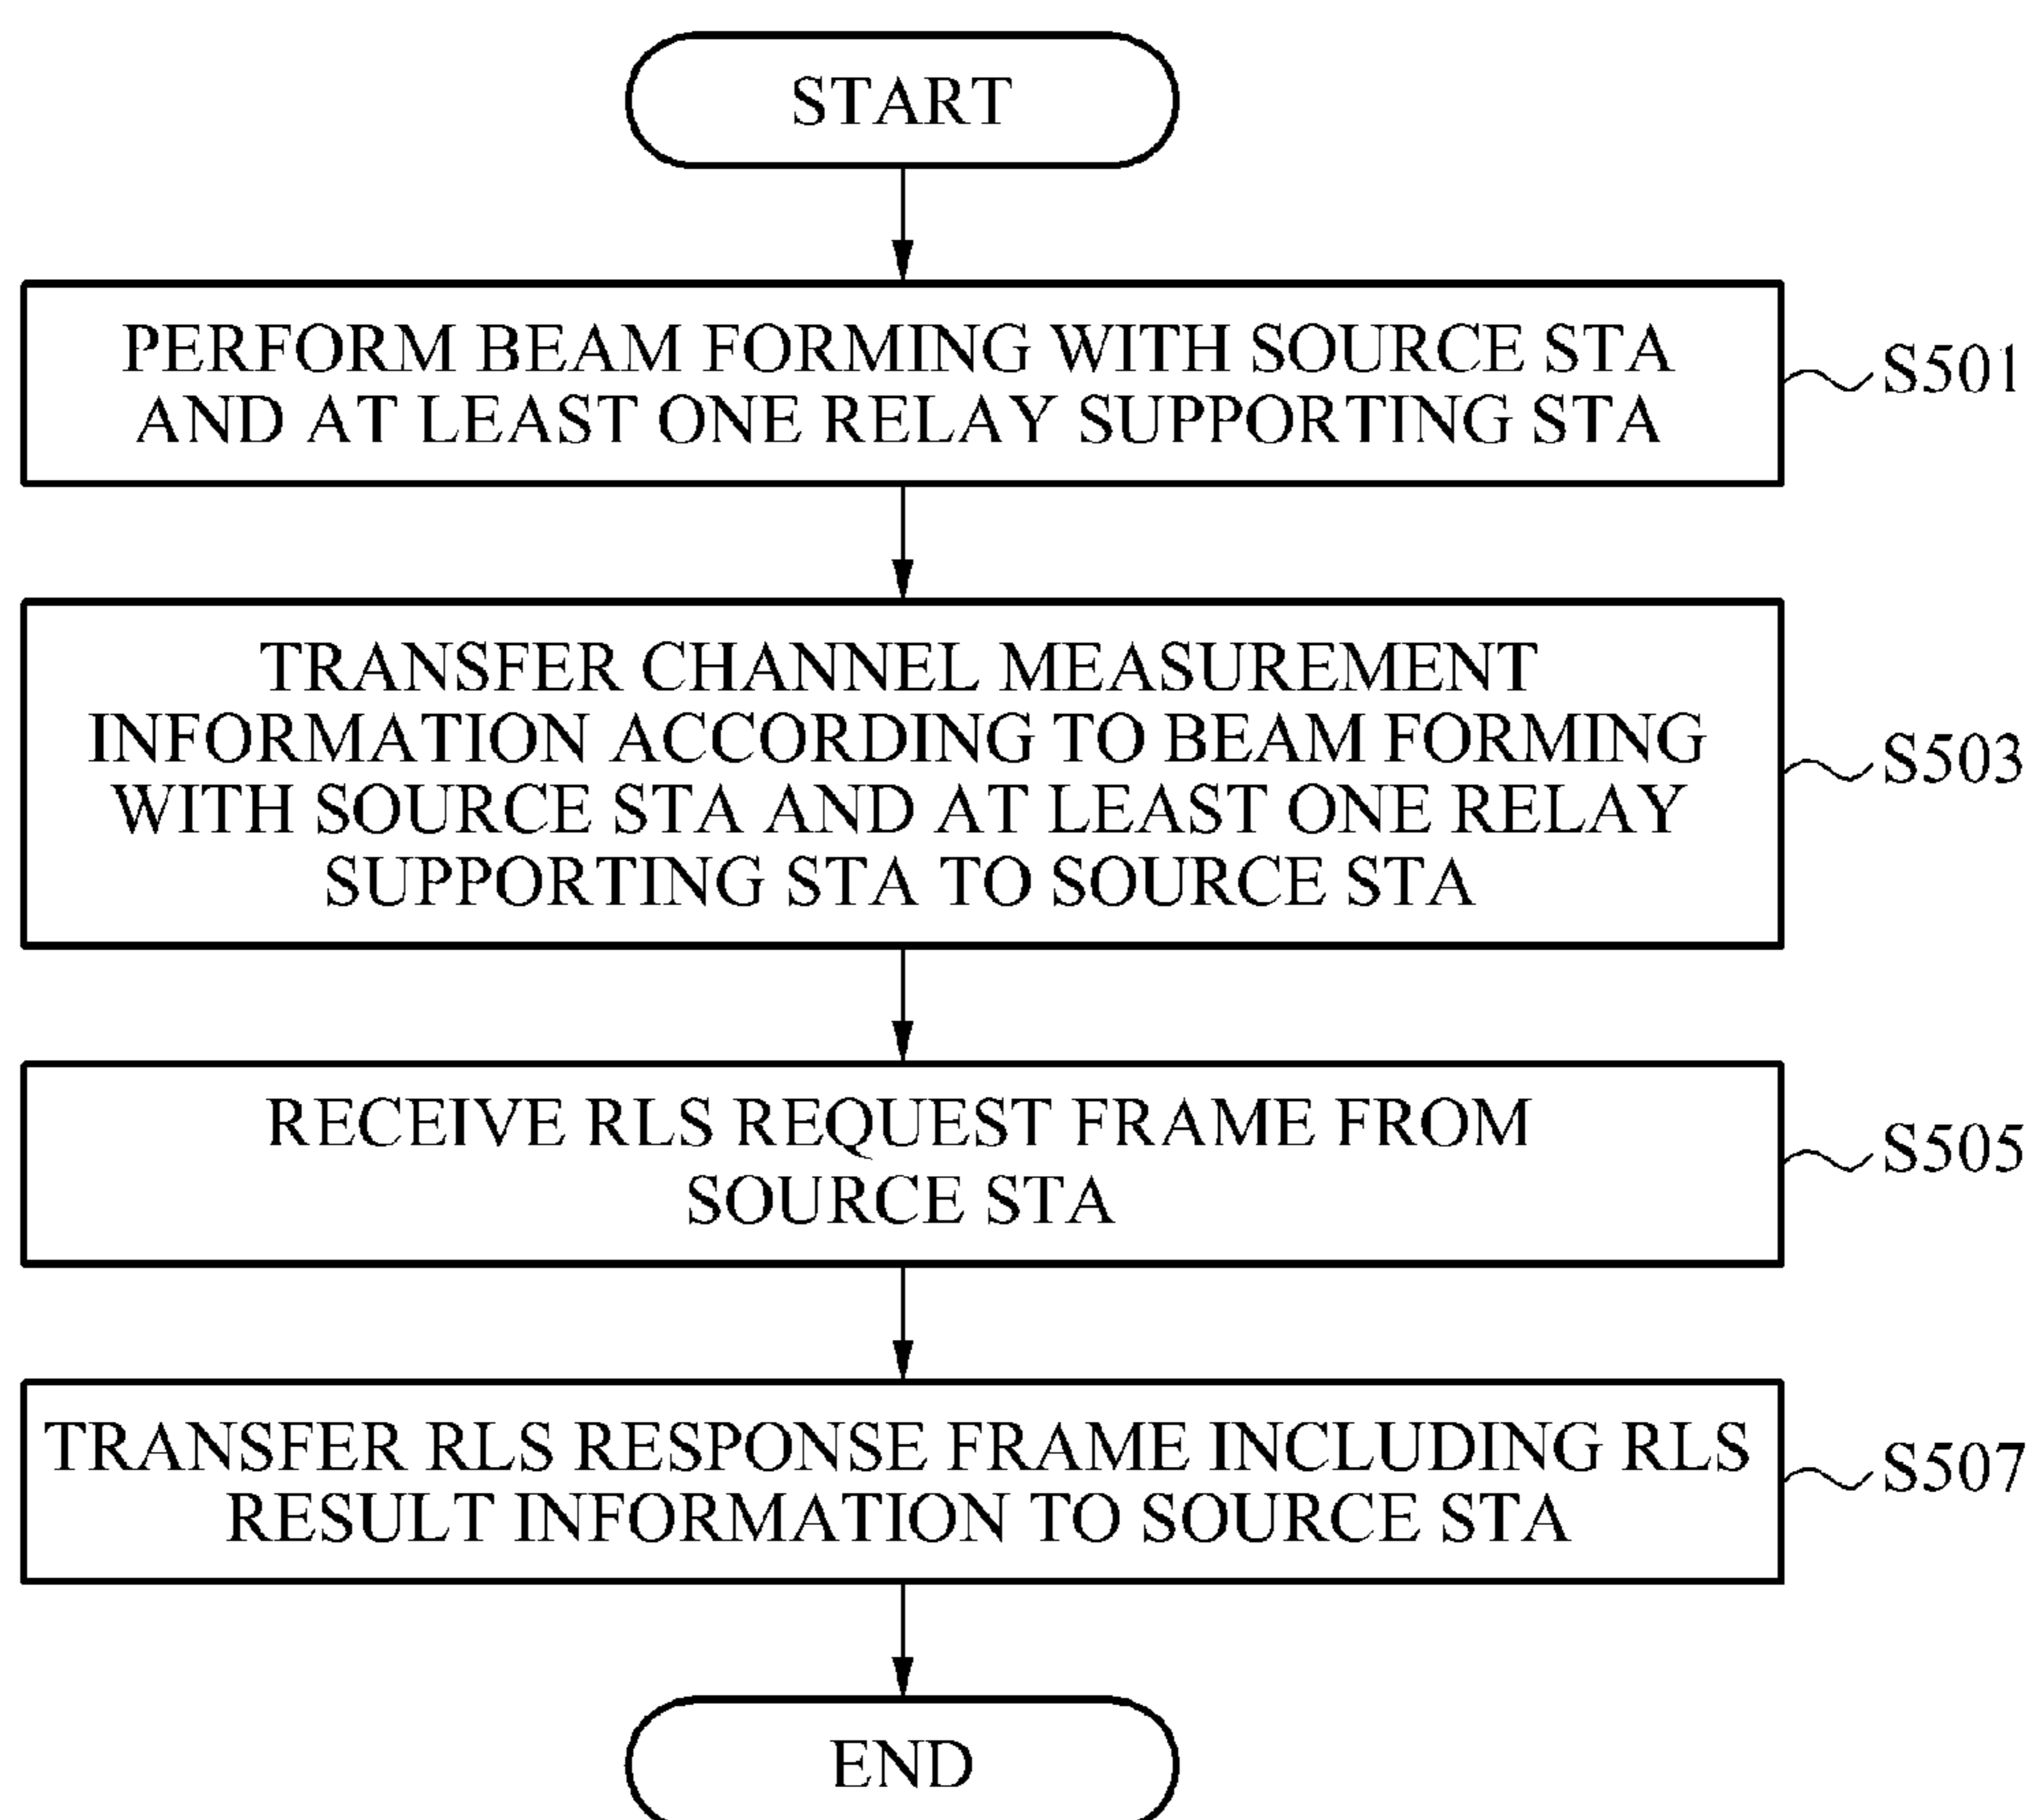 START
PERFORM BEAM FORMING WITH SOURCE STA
AND AT LEAST ONE RELAY SUPPORTING STA
S501
TRANSFER CHANNEL MEASUREMENT
INFORMATION ACCORDING TO BEAM FORMING
WITH SOURCE STA AND AT LEAST ONE RELAY
SUPPORTING STA TO SOURCE STA
S503
RECEIVE RLS REQUEST FRAME FROM
SOURCE STA
S505
TRANSFER RLS RESPONSE FRAME INCLUDING RLS
RESULT INFORMATION TO SOURCE STA
S507
END